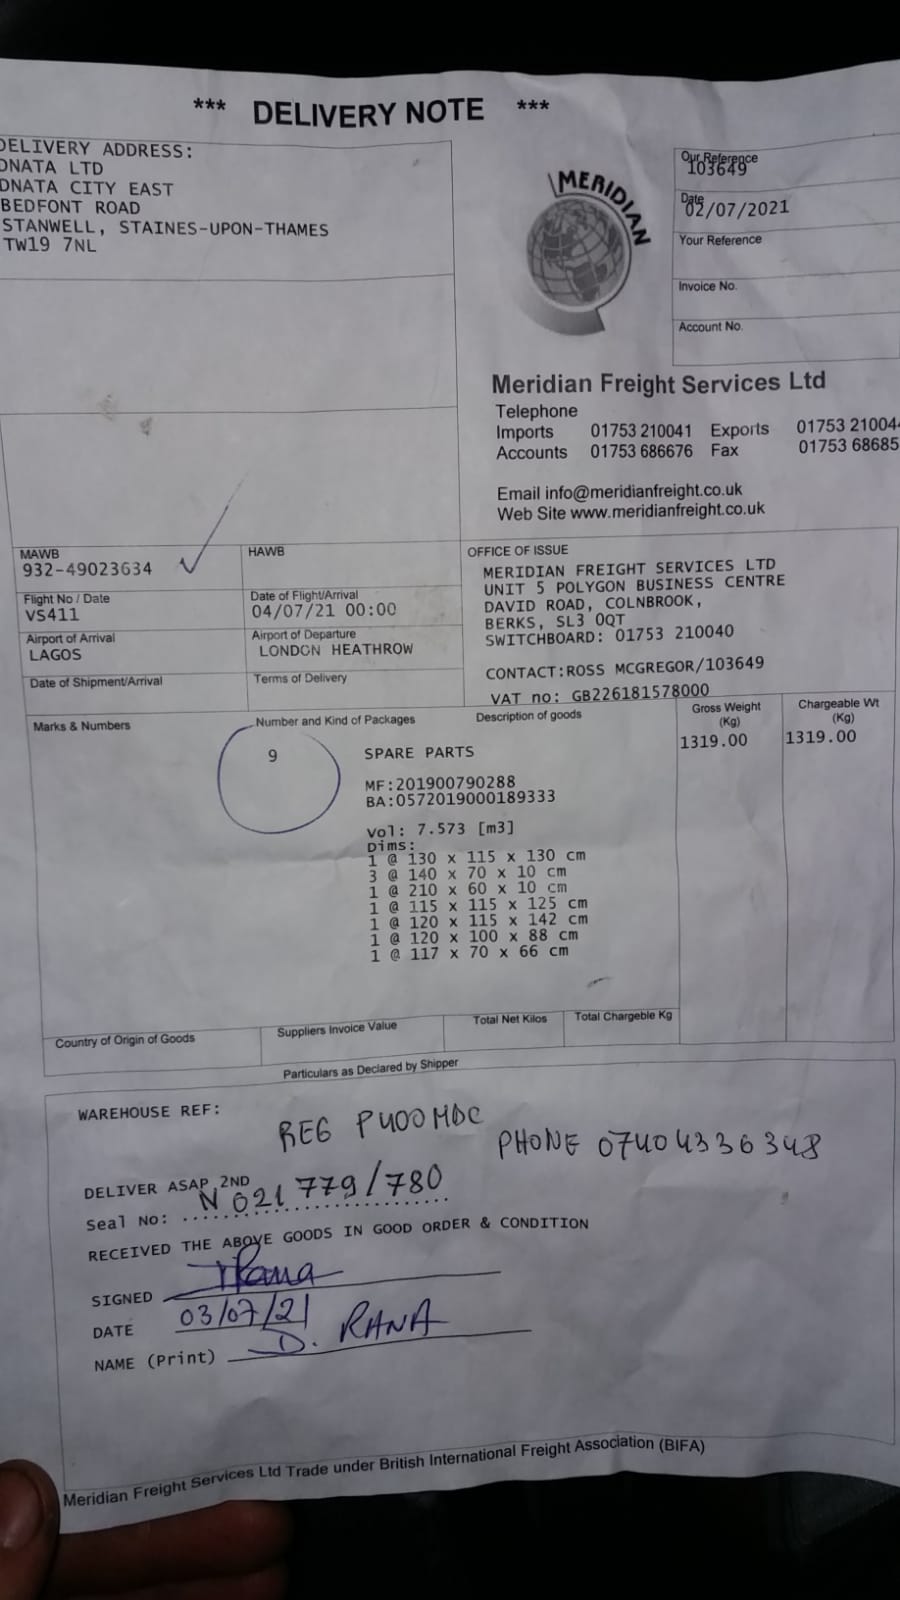 *** DELIVERY NOTE ***
DELIVERY ADDRESS:
DNATA LTD
DNATA CITY EAST
BEDFONT ROAD
STANWELL, STAINES-UPON-THAMES
TW19 7NL
MERIDIAN
Our Reference
103649
Date
02/07/2021
Your Reference
Invoice No.
Account No.
Meridian Freight Services Ltd
Telephone
Imports 01753 210041 Exports 01753 21004
Accounts 01753 686676 Fax 01753 68685
Email info@meridianfreight.co.uk
Web Site www.meridianfreight.co.uk
MAWB
932-49023634
HAWB
Flight No / Date
VS411
Date of Flight/Arrival
04/07/21 00:00
Airport of Arrival
LAGOS
Airport of Departure
LONDON HEATHROW
Date of Shipment/Arrival
Terms of Delivery
OFFICE OF ISSUE
MERIDIAN FREIGHT SERVICES LTD
UNIT 5 POLYGON BUSINESS CENTRE
DAVID ROAD, COLNBROOK,
BERKS, SL3 0QT
SWITCHBOARD: 01753 210040
CONTACT:ROSS MCGREGOR/103649
VAT no: GB226181578000
Marks & Numbers
Number and Kind of Packages
Description of goods
Gross Weight
(Kg)
Chargeable Wt
(Kg)
9
SPARE PARTS
1319.00
1319.00
MF:201900790288
BA:0572019000189333
Vol: 7.573 [m3]
Dims:
1 @ 130 x 115 x 130 cm
3 @ 140 x 70 x 10 cm
1 @ 210 x 60 x 10 cm
1 @ 115 x 115 x 125 cm
1 @ 120 x 115 x 142 cm
1 @ 120 x 100 x 88 cm
1 @ 117 x 70 x 66 cm
Country of Origin of Goods
Suppliers Invoice Value
Total Net Kilos
Total Chargeble Kg
Particulars as Declared by Shipper
WAREHOUSE REF:
REG P400MDC
PHONE 07404336348
DELIVER ASAP 2ND
Seal No: N 021 779/780
RECEIVED THE ABOVE GOODS IN GOOD ORDER & CONDITION
SIGNED
DATE 03/07/21
NAME (Print) D. RANA
Meridian Freight Services Ltd Trade under British International Freight Association (BIFA)